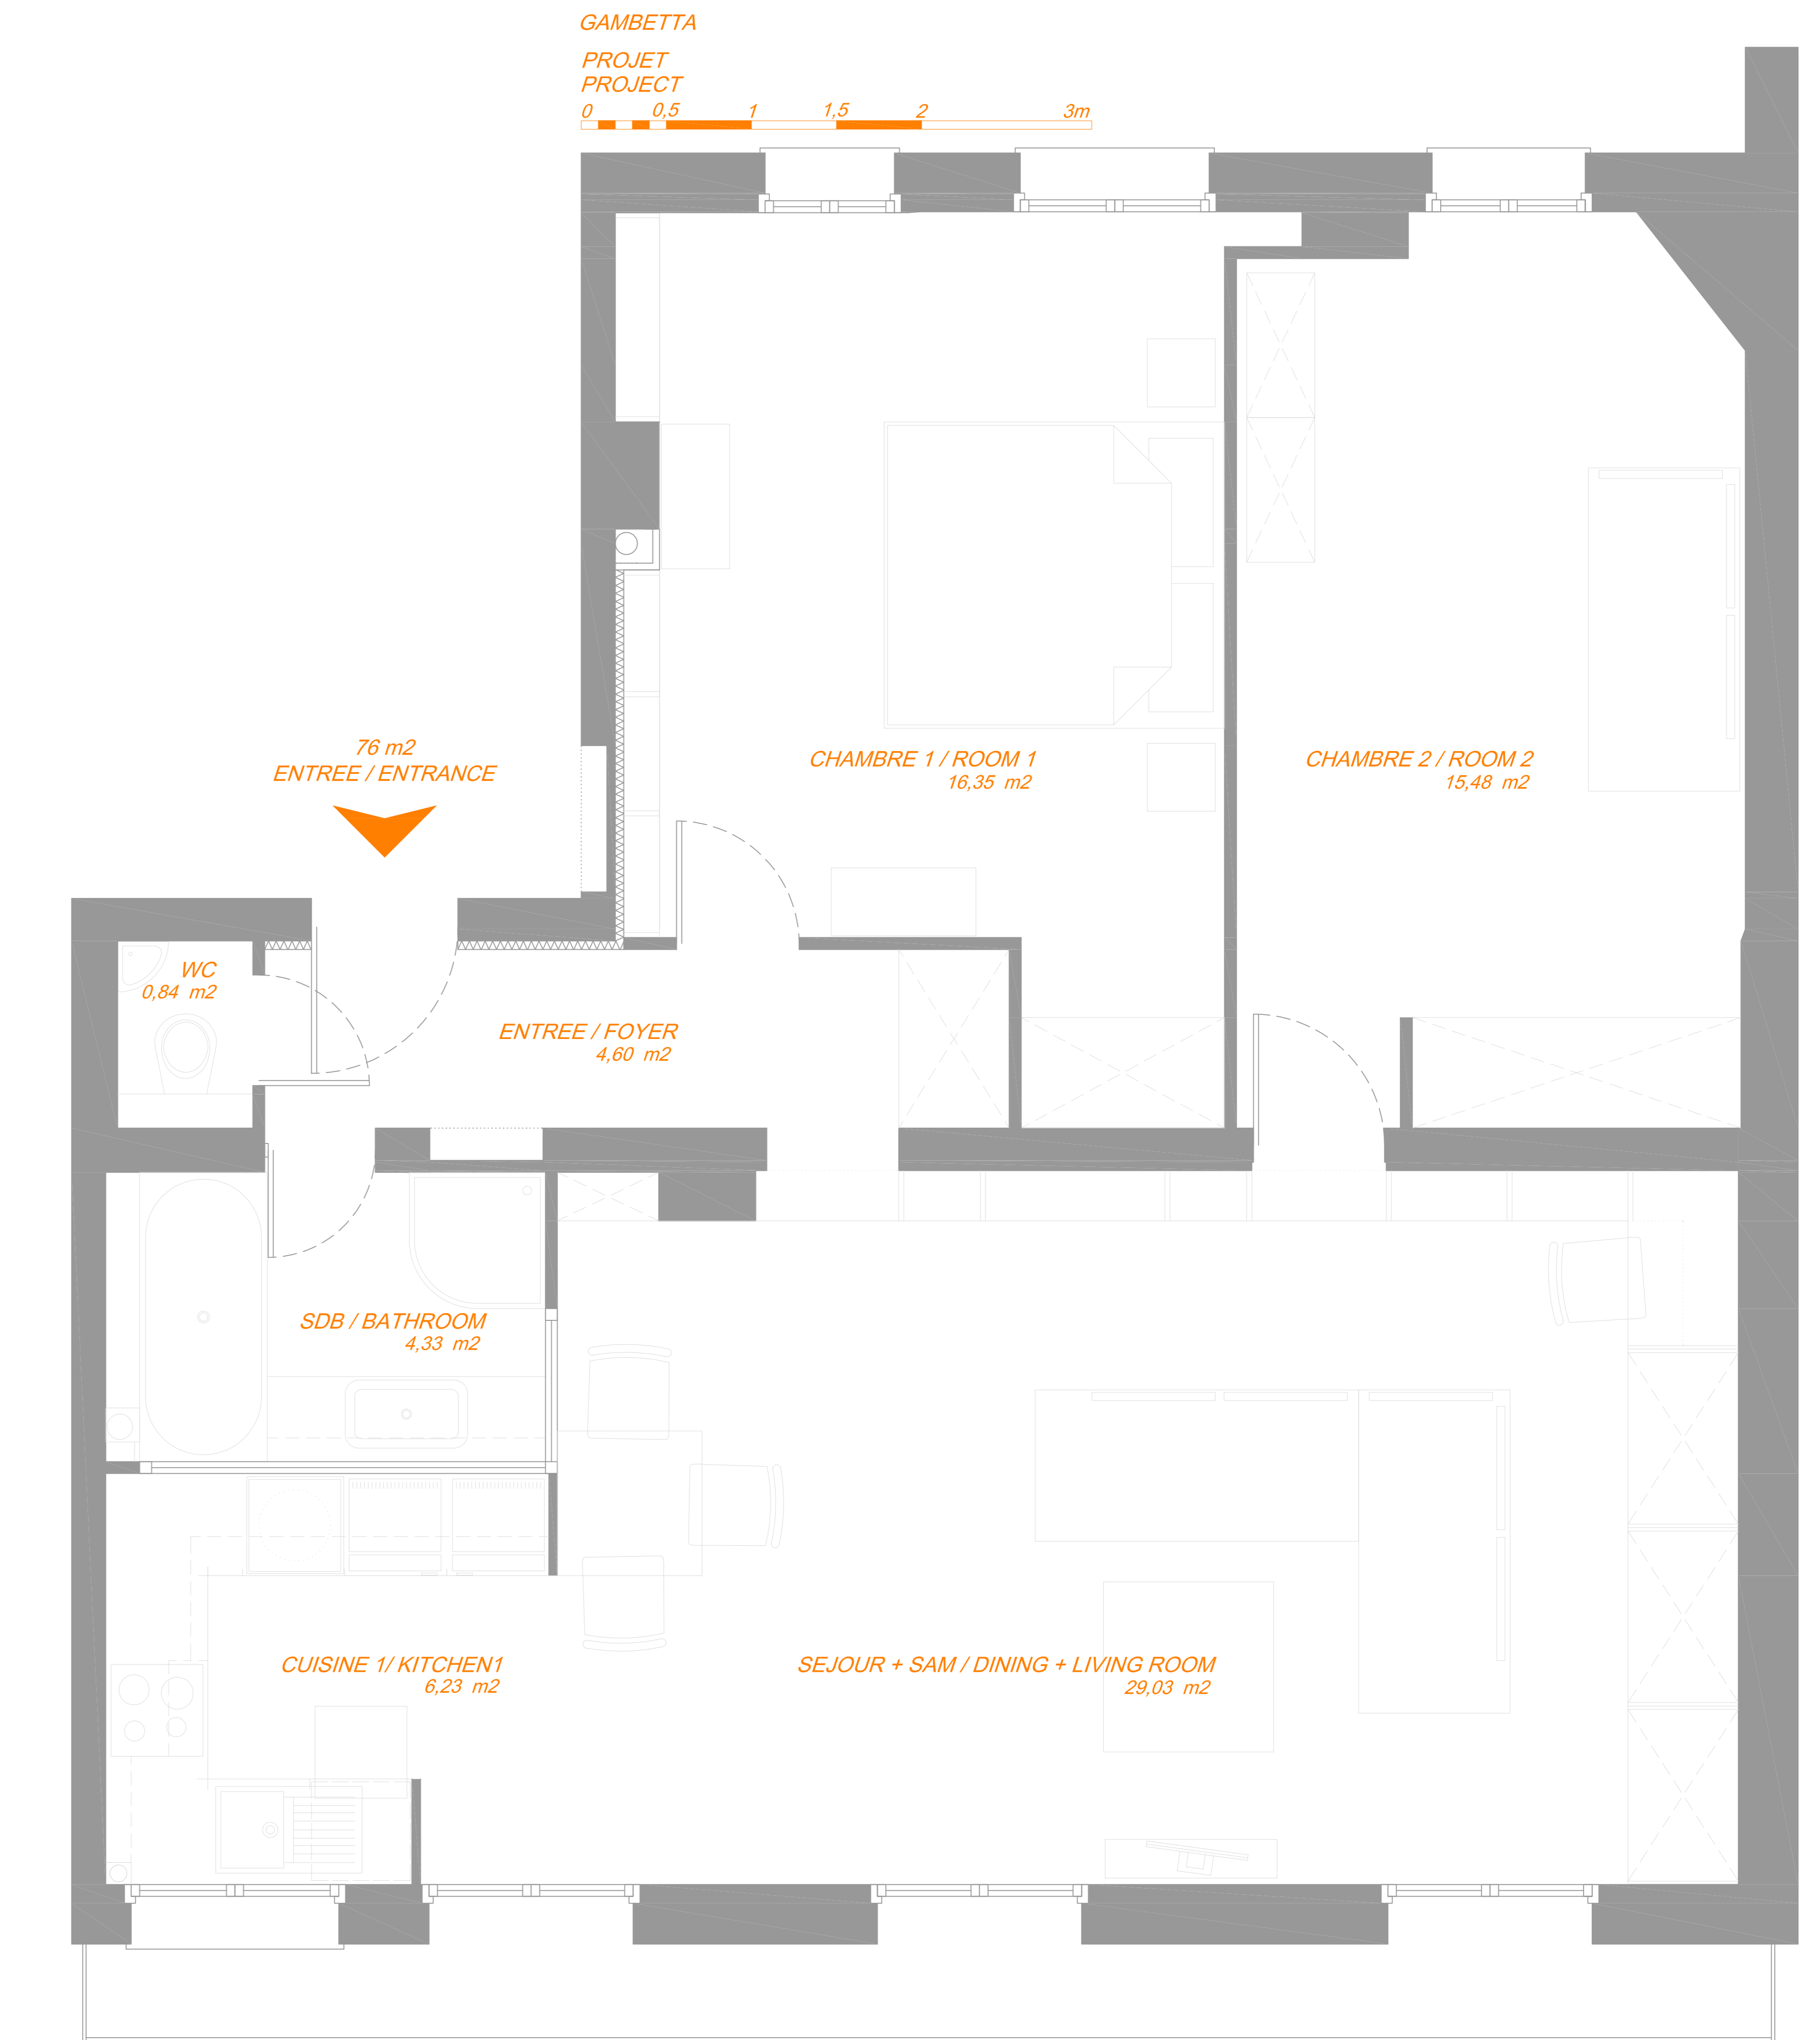 GAMBETTA
PROJET
PROJECT
0 0,5 1 1,5 2 3m
76 m2
ENTREE / ENTRANCE
CHAMBRE 1 / ROOM 1
16,35 m2
CHAMBRE 2 / ROOM 2
15,48 m2
WC
0,84 m2
ENTREE / FOYER
4,60 m2
SDB / BATHROOM
4,33 m2
CUISINE 1/ KITCHEN1
6,23 m2
SEJOUR + SAM / DINING + LIVING ROOM
29,03 m2